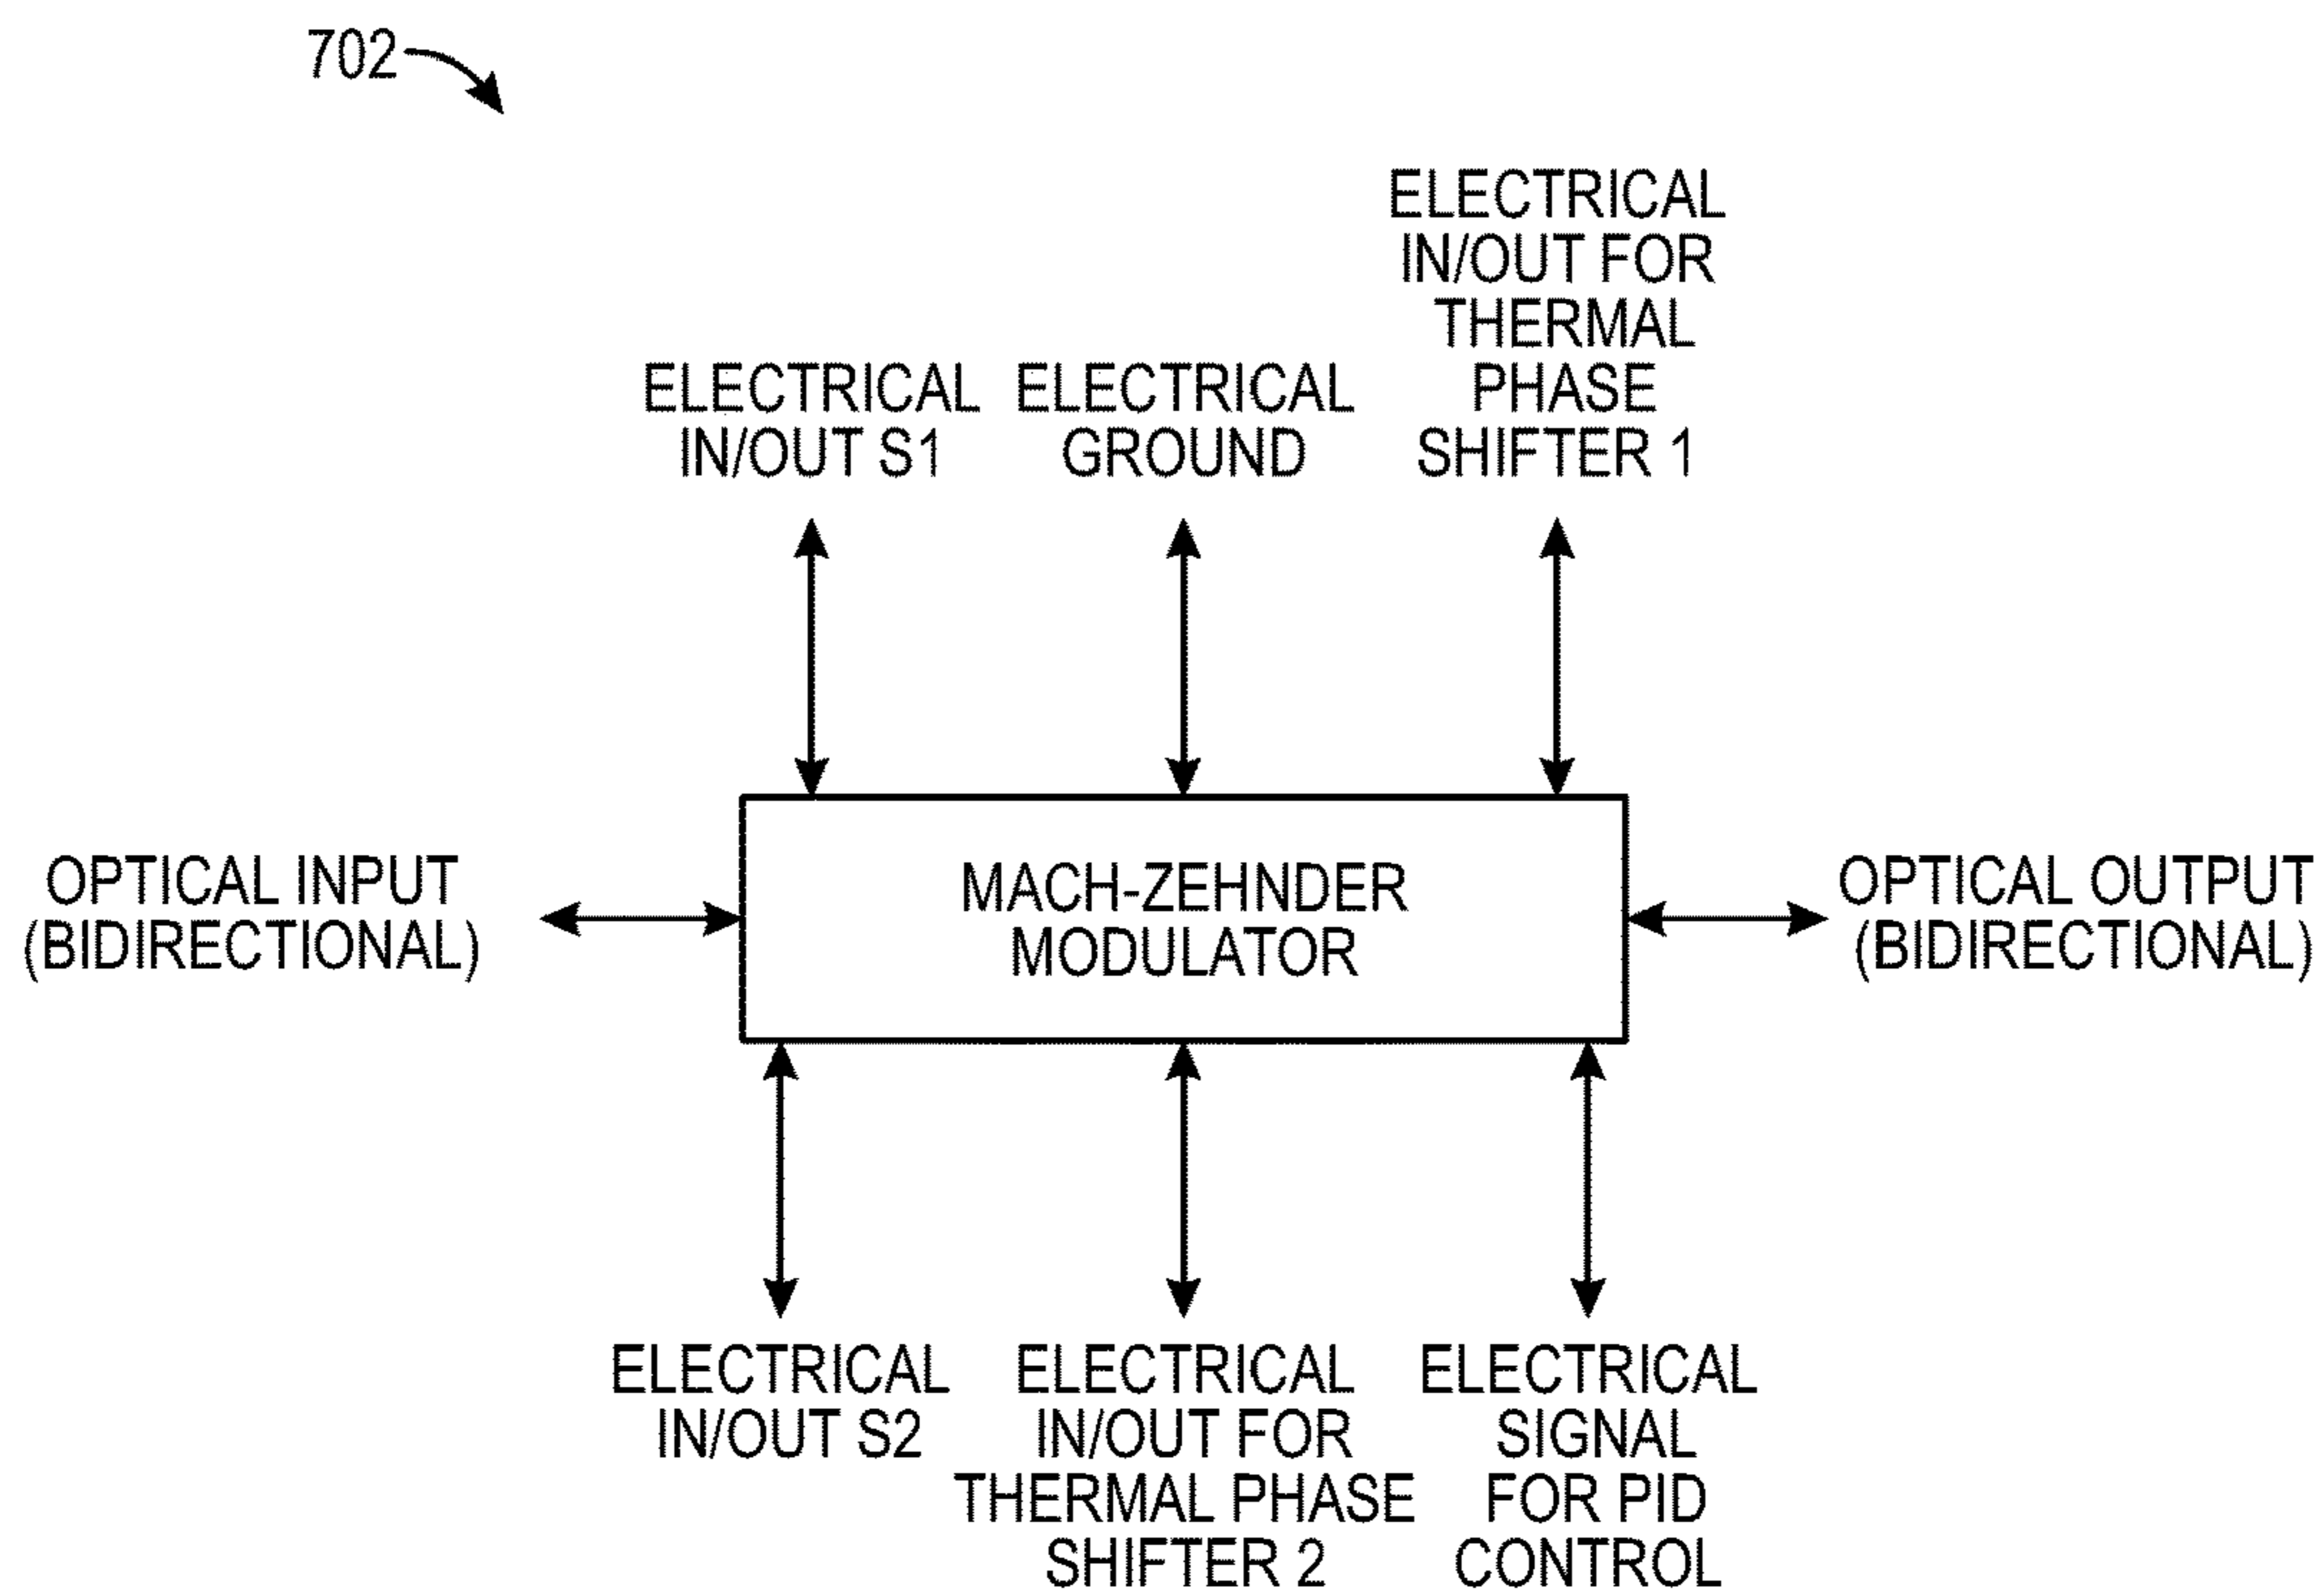 702
ELECTRICAL
IN/OUT S1
ELECTRICAL
GROUND
ELECTRICAL
IN/OUT FOR
THERMAL
PHASE
SHIFTER 1
OPTICAL INPUT
(BIDIRECTIONAL)
MACH-ZEHNDER
MODULATOR
OPTICAL OUTPUT
(BIDIRECTIONAL)
ELECTRICAL
IN/OUT S2
ELECTRICAL
IN/OUT FOR
THERMAL PHASE
SHIFTER 2
ELECTRICAL
SIGNAL
FOR PID
CONTROL